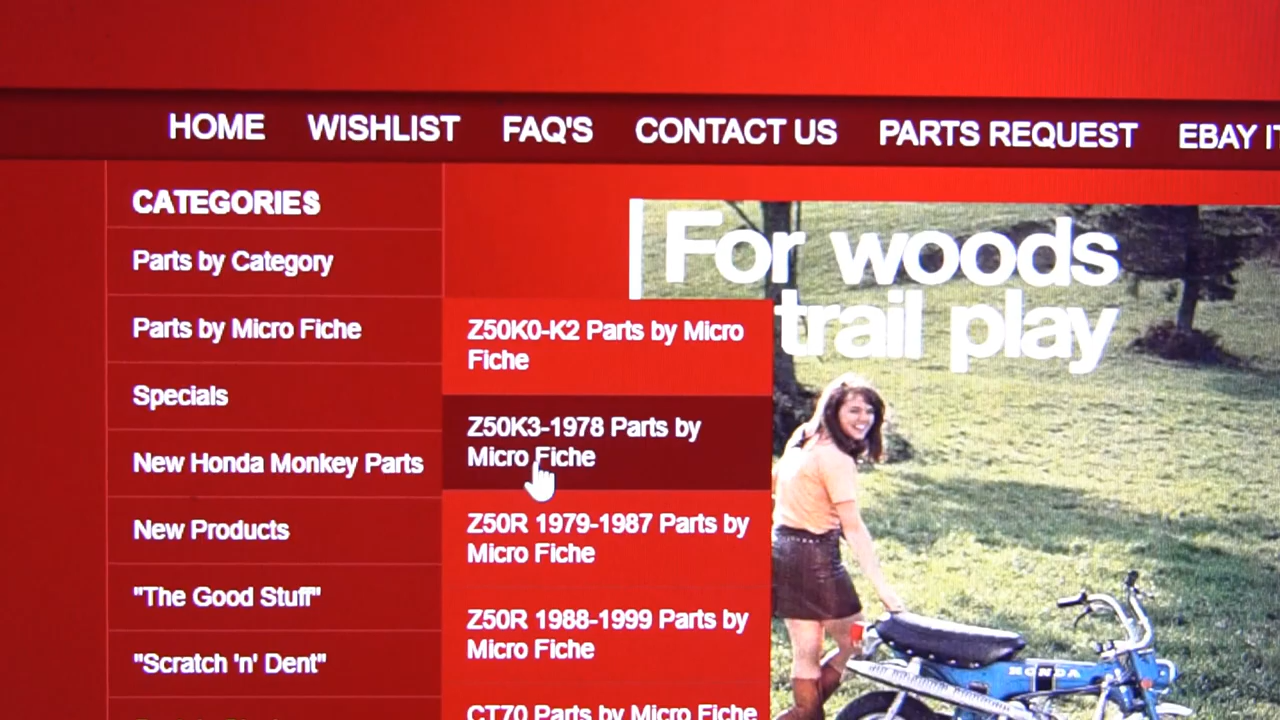 HOME WISHLIST FAQ'S CONTACT US PARTS REQUEST EBAY
CATEGORIES
Parts by Category
Parts by Micro Fiche
Specials
New Honda Monkey Parts
New Products
"The Good Stuff"
"Scratch 'n' Dent"
Z50K0-K2 Parts by Micro
Fiche
Z50K3-1978 Parts by
Micro Fiche
Z50R 1979-1987 Parts by
Micro Fiche
Z50R 1988-1999 Parts by
Micro Fiche
CT70 Parts by Micro Fiche
For woods
trail play
HONDA